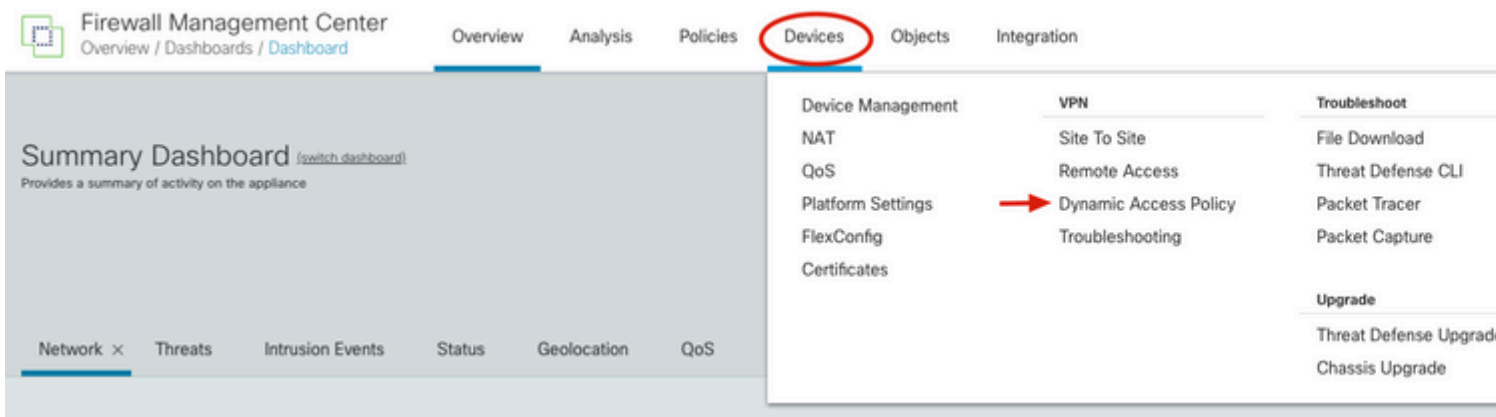 Firewall Management Center
Overview / Dashboards / Dashboard
Overview Analysis Policies Devices Objects Integration
Summary Dashboard (switch dashboard)
Provides a summary of activity on the appliance
Network × Threats Intrusion Events Status Geolocation QoS
Device Management
NAT
QoS
Platform Settings
FlexConfig
Certificates
VPN
Site To Site
Remote Access
Dynamic Access Policy
Troubleshooting
Troubleshoot
File Download
Threat Defense CLI
Packet Tracer
Packet Capture
Upgrade
Threat Defense Upgrade
Chassis Upgrade